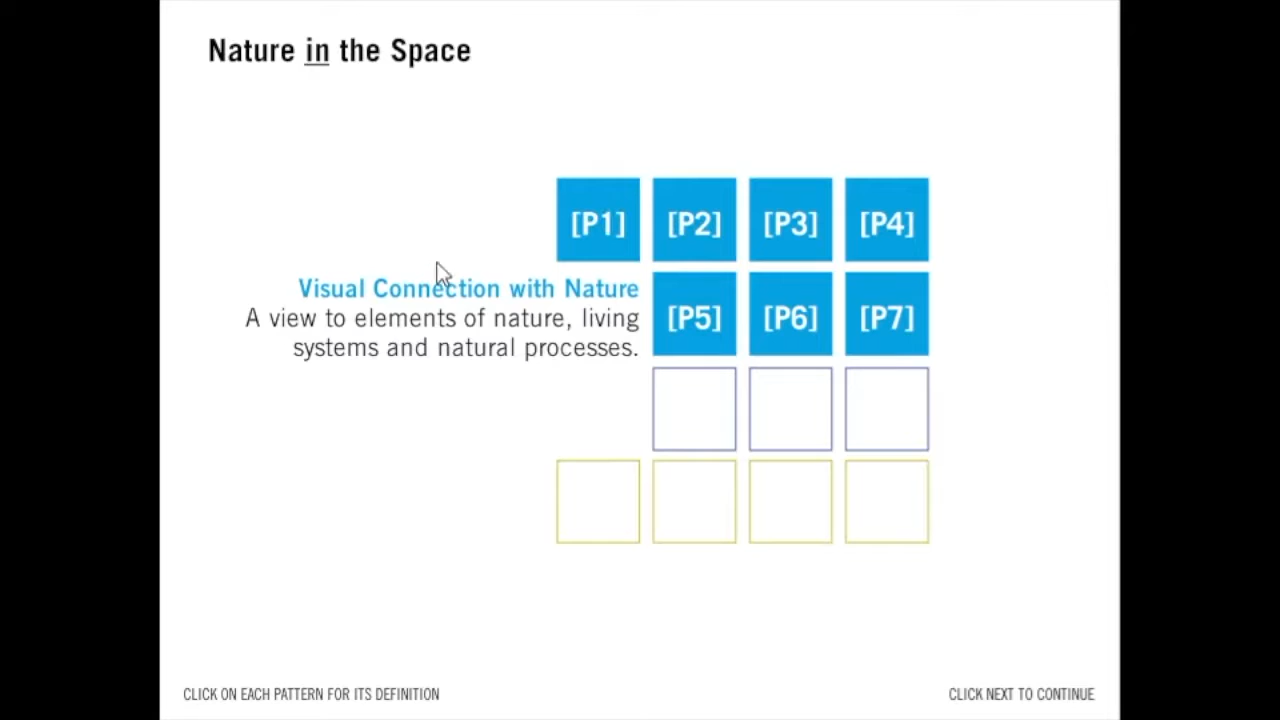 Nature in the Space
[P1] [P2] [P3] [P4]
Visual Connection with Nature
A view to elements of nature, living
systems and natural processes.
[P5] [P6] [P7]
CLICK ON EACH PATTERN FOR ITS DEFINITION
CLICK NEXT TO CONTINUE